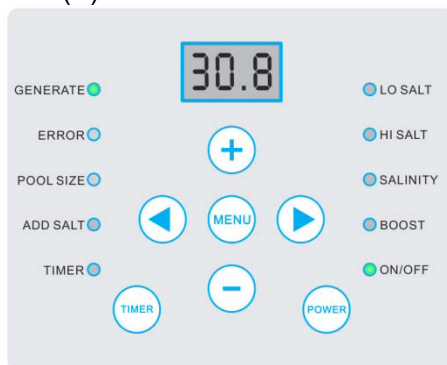 30.8
GENERATE
ERROR
POOL SIZE
ADD SALT
TIMER
LO SALT
HI SALT
SALINITY
BOOST
ON/OFF
+
MENU
−
TIMER
POWER